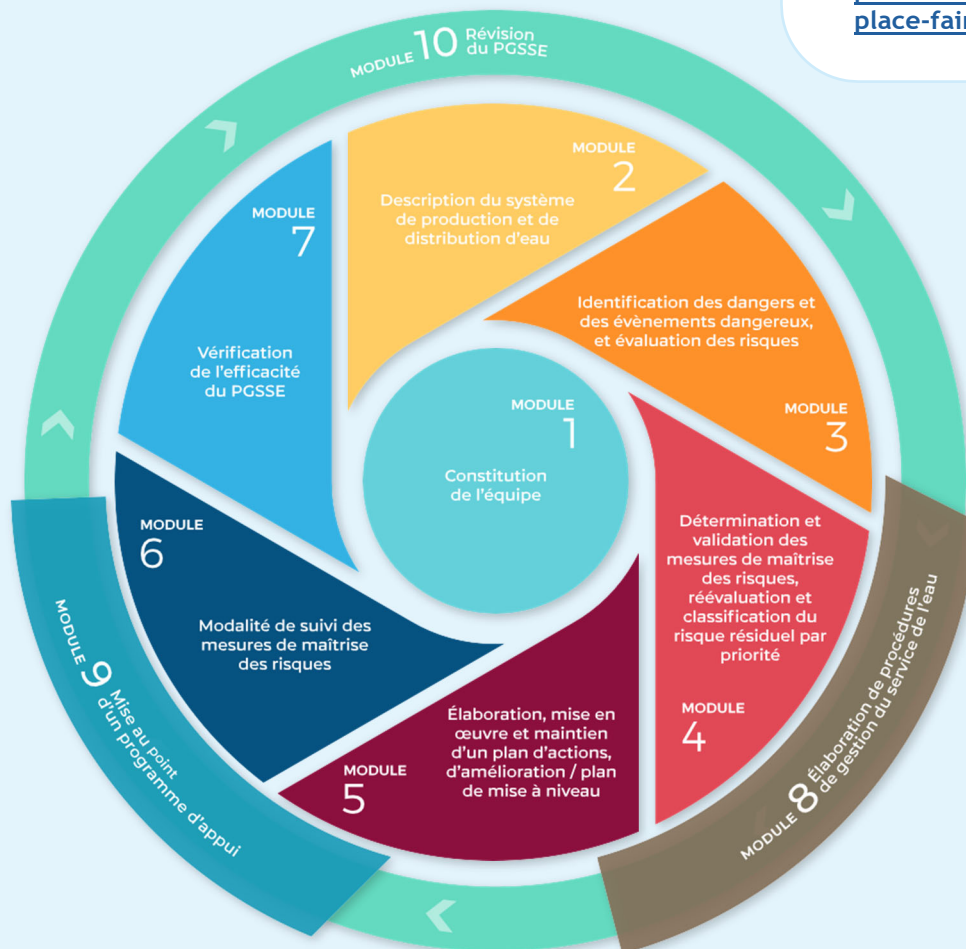 place-fair
MODULE 10 Révision
du PGSSE
MODULE
2
Description du système
de production et de
distribution d'eau
MODULE
7
Vérification
de l'efficacité
du PGSSE
Identification des dangers et
des évènements dangereux,
et évaluation des risques
MODULE
3
MODULE
1
Constitution
de l'équipe
Détermination et
validation des
mesures de maîtrise
des risques,
réévaluation et
classification du
risque résiduel par
priorité
MODULE
4
MODULE
6
Modalité de suivi des
mesures de maîtrise
des risques
Élaboration, mise en
œuvre et maintien
d'un plan d'actions,
d'amélioration / plan
de mise à niveau
MODULE
5
MODULE 9 Mise au point
d'un programme d'appui
MODULE 8 Élaboration de procédures
de gestion du service de l'eau